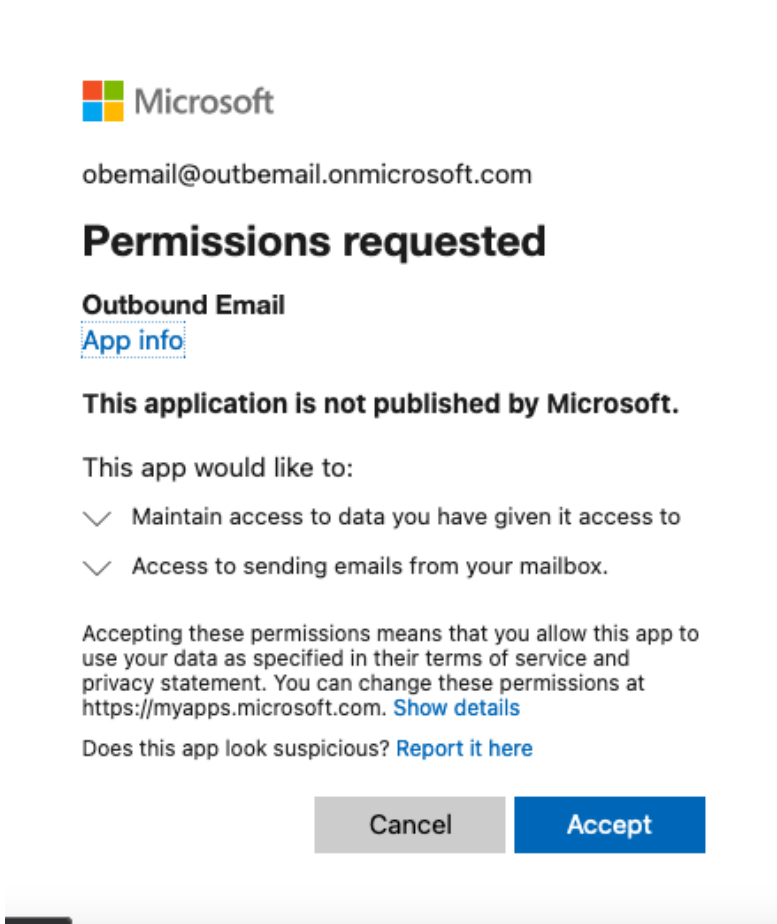 Microsoft
obemail@outbemail.onmicrosoft.com
Permissions requested
Outbound Email
App info
This application is not published by Microsoft.
This app would like to:
Maintain access to data you have given it access to
Access to sending emails from your mailbox.
Accepting these permissions means that you allow this app to
use your data as specified in their terms of service and
privacy statement. You can change these permissions at
https://myapps.microsoft.com. Show details
Does this app look suspicious? Report it here
Cancel Accept